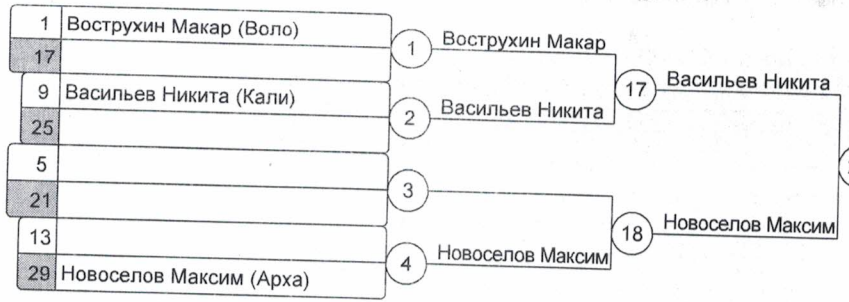 1 Вострухин Макар (Воло)
17
9 Васильев Никита (Кали)
25
5
21
13
29 Новоселов Максим (Арха)
1 Вострухин Макар
2 Васильев Никита
3
4 Новоселов Максим
17 Васильев Никита
18 Новоселов Максим